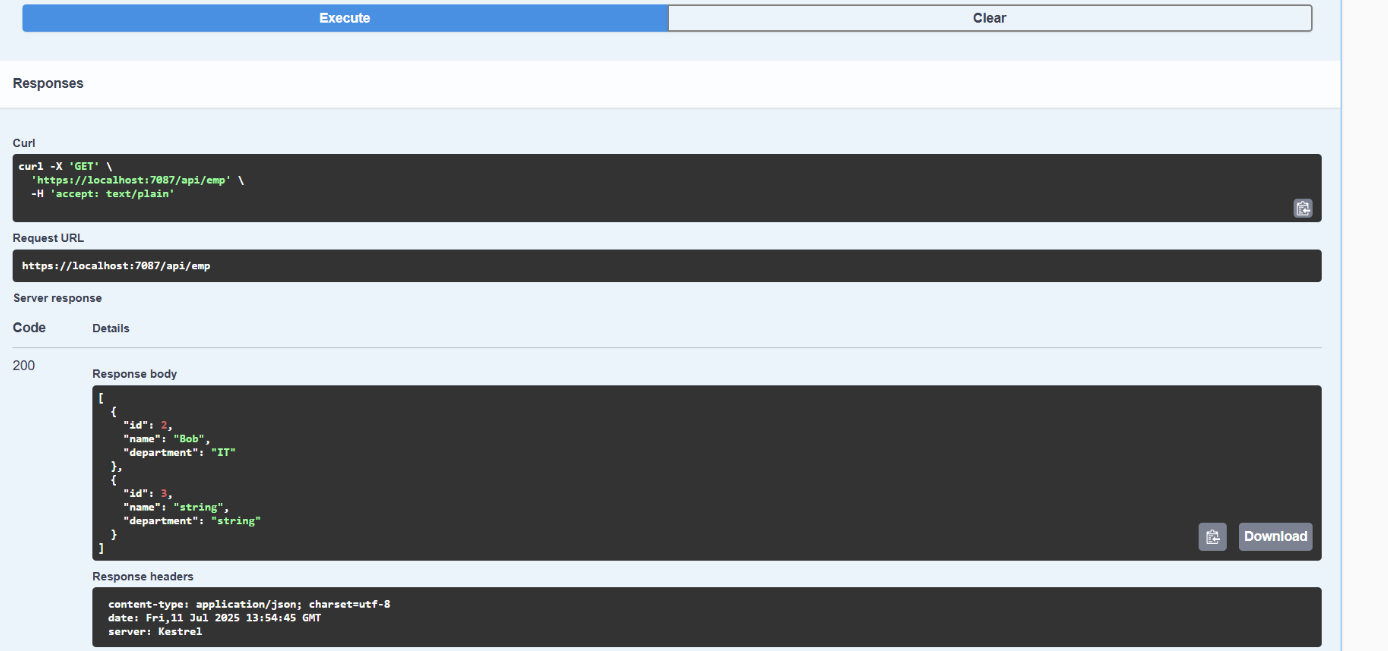 Execute Clear
Responses
Curl
curl -X 'GET' \
'https://localhost:7087/api/emp' \
-H 'accept: text/plain'
Request URL
https://localhost:7087/api/emp
Server response
Code Details
200
Response body
[
{
"id": 2,
"name": "Bob",
"department": "IT"
},
{
"id": 3,
"name": "string",
"department": "string"
}
]
Download
Response headers
content-type: application/json; charset=utf-8
date: Fri,11 Jul 2025 13:54:45 GMT
server: Kestrel